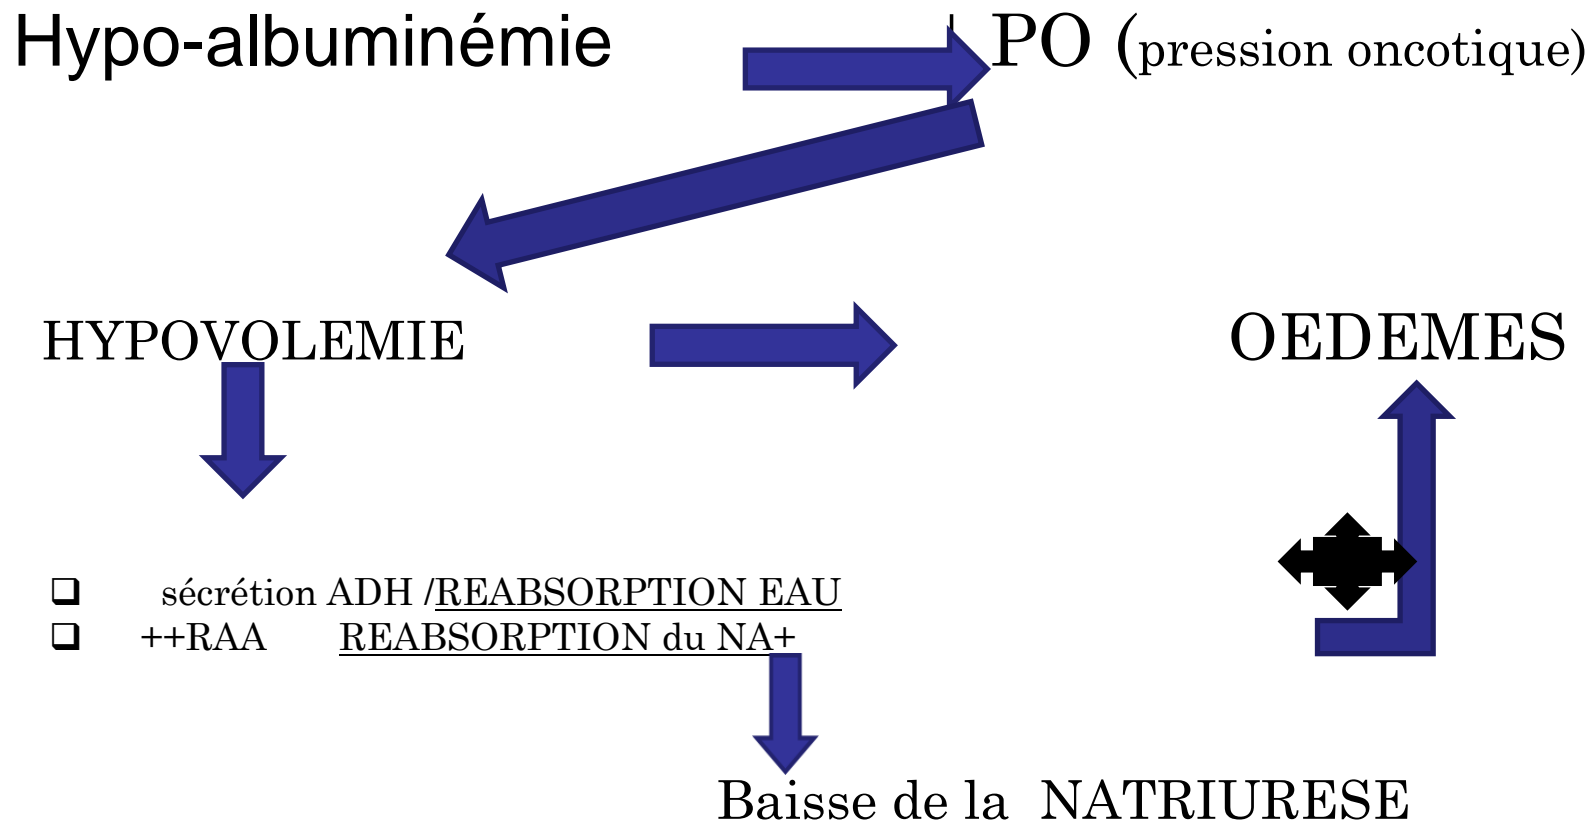 Hypo-albuminémie PO (pression oncotique)
HYPOVOLEMIE OEDEMES
sécrétion ADH /REABSORPTION EAU
++RAA REABSORPTION du NA+
Baisse de la NATRIURESE